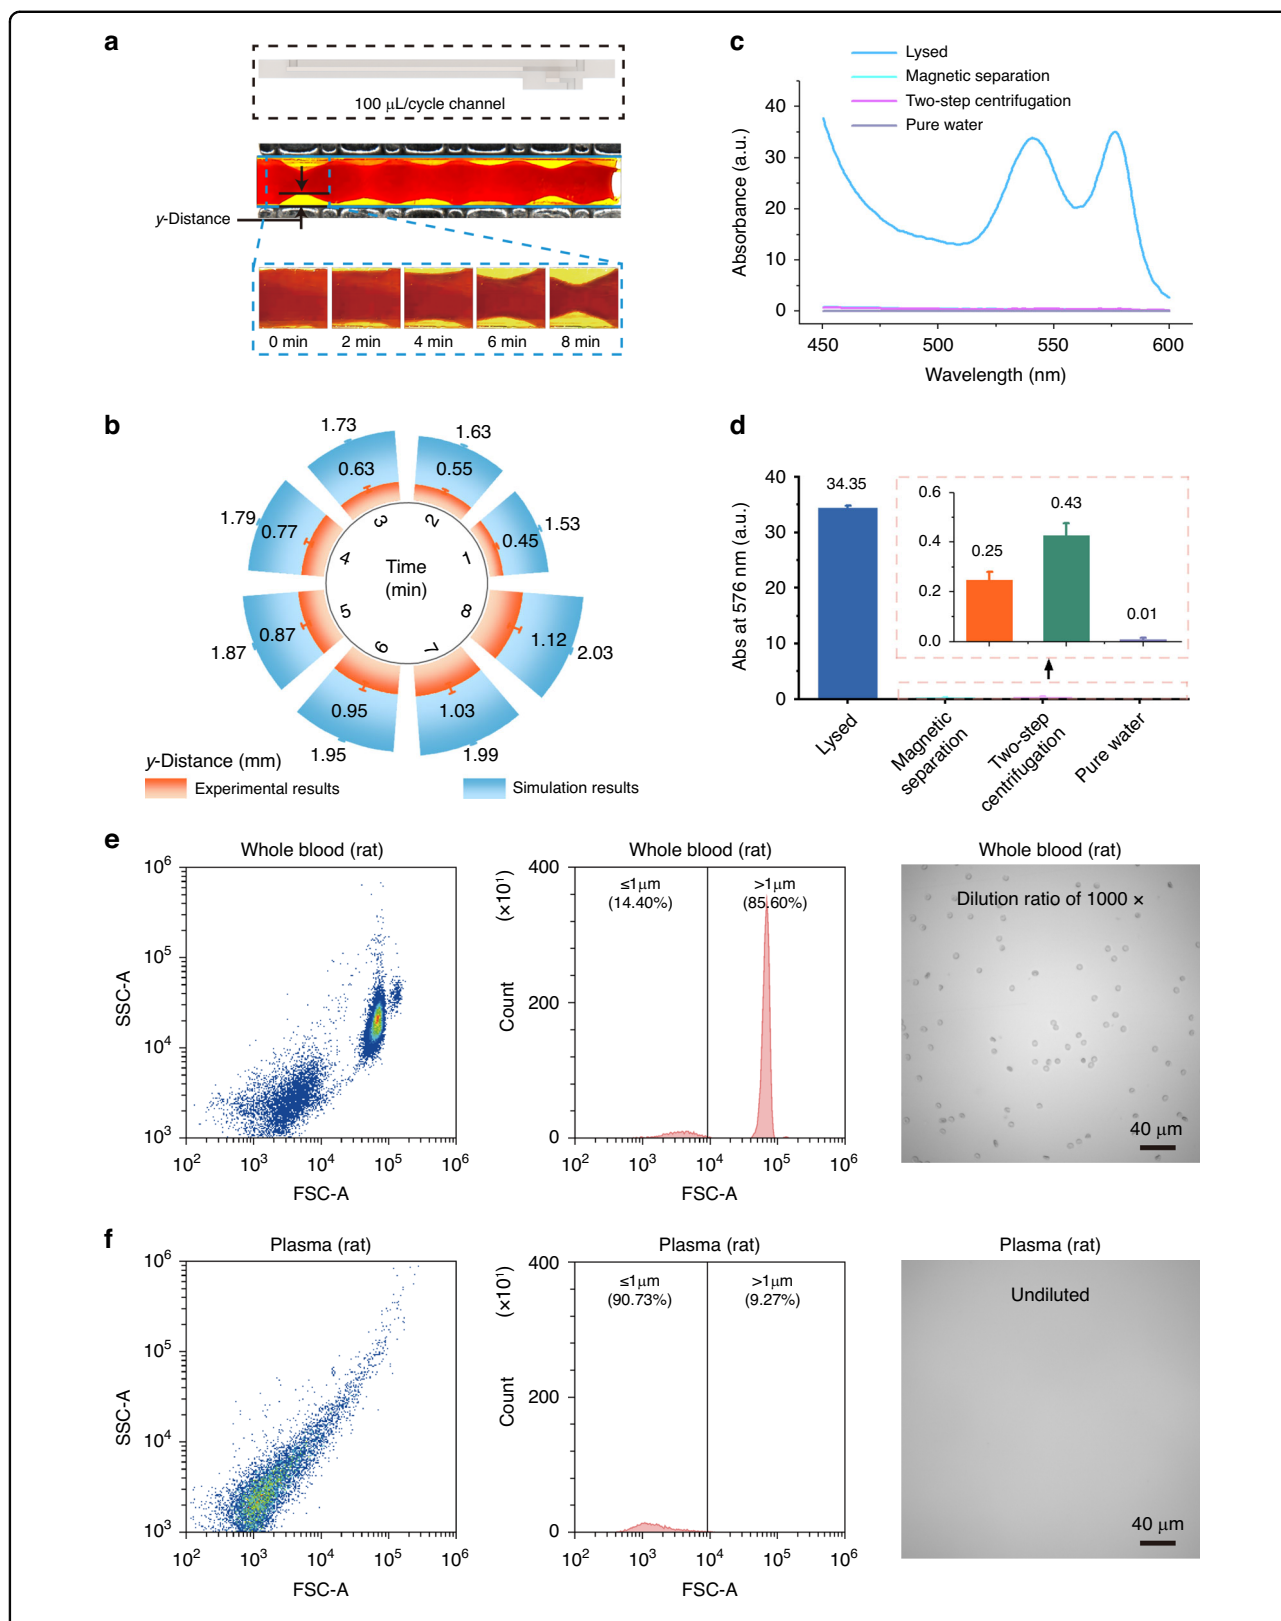 a
100 μL/cycle channel
y-Distance
0 min 2 min 4 min 6 min 8 min
b
1.73 1.63
0.63 0.55
1.79 0.77 0.45 1.53
3 2
4 1
Time
(min)
5 8
6 7
1.87 0.87 1.12 2.03
0.95 1.03
1.95 1.99
y-Distance (mm)
Experimental results Simulation results
c
Lysed
Magnetic separation
Two-step centrifugation
Pure water
Absorbance (a.u.)
40
30
20
10
0
450 500 550 600
Wavelength (nm)
d
Abs at 576 nm (a.u.)
40
30
20
10
0
34.35
0.6
0.4
0.2
0.0
0.25
0.43
0.01
Lysed
Magnetic
separation
Two-step
centrifugation
Pure water
e
Whole blood (rat)
SSC-A
10⁶
10⁵
10⁴
10³
10² 10³ 10⁴ 10⁵ 10⁶
FSC-A
Whole blood (rat)
Count (×10¹)
400
200
0
≤1μm
(14.40%)
>1μm
(85.60%)
10² 10³ 10⁴ 10⁵ 10⁶
FSC-A
Whole blood (rat)
Dilution ratio of 1000 ×
40 μm
f
Plasma (rat)
SSC-A
10⁶
10⁵
10⁴
10³
10² 10³ 10⁴ 10⁵ 10⁶
FSC-A
Plasma (rat)
Count (×10¹)
400
200
0
≤1μm
(90.73%)
>1μm
(9.27%)
10² 10³ 10⁴ 10⁵ 10⁶
FSC-A
Plasma (rat)
Undiluted
40 μm